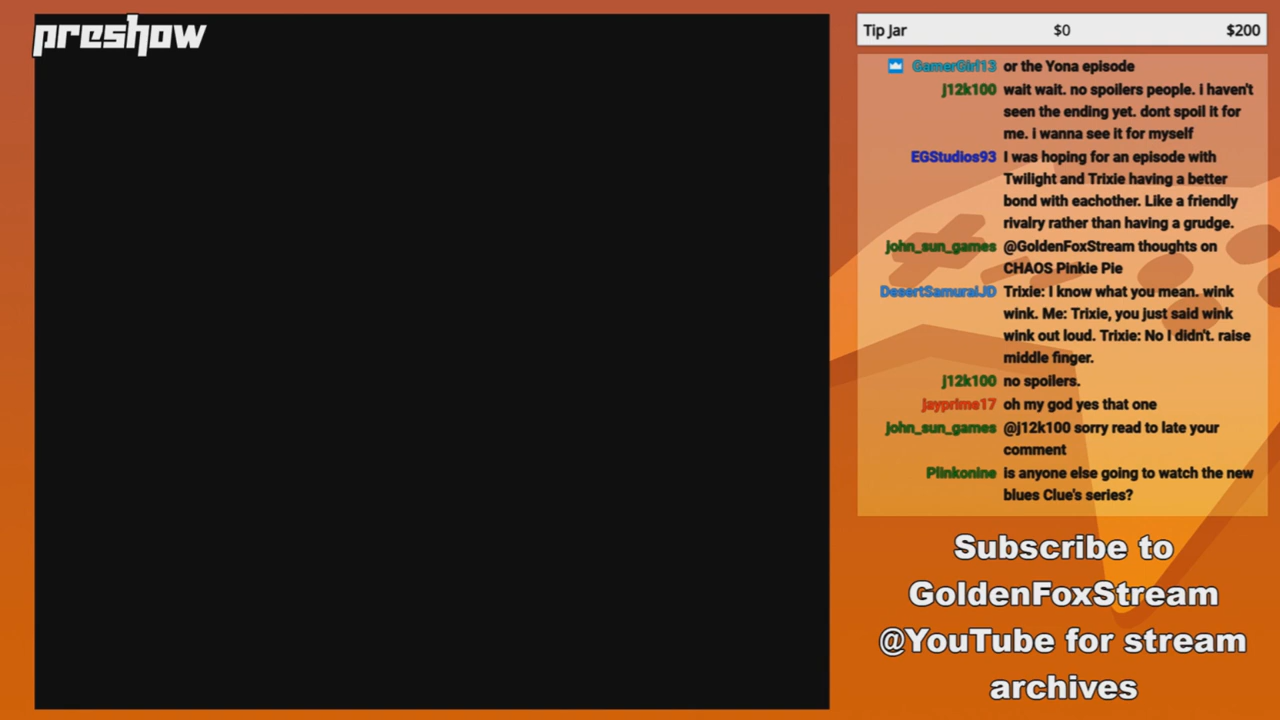 preshow
Tip Jar $0 $200
GamerGirl13 or the Yona episode
j12k100 wait wait. no spoilers people. i haven't
seen the ending yet. dont spoil it for
me. i wanna see it for myself
EGStudios93 I was hoping for an episode with
Twilight and Trixie having a better
bond with eachother. Like a friendly
rivalry rather than having a grudge.
john_sun_games @GoldenFoxStream thoughts on
CHAOS Pinkie Pie
DesertSamuraiJD Trixie: I know what you mean. wink
wink. Me: Trixie, you just said wink
wink out loud. Trixie: No I didn't. raise
middle finger.
j12k100 no spoilers.
jayprime17 oh my god yes that one
john_sun_games @j12k100 sorry read to late your
comment
Plinkonine is anyone else going to watch the new
blues Clue's series?
Subscribe to
GoldenFoxStream
@YouTube for stream
archives